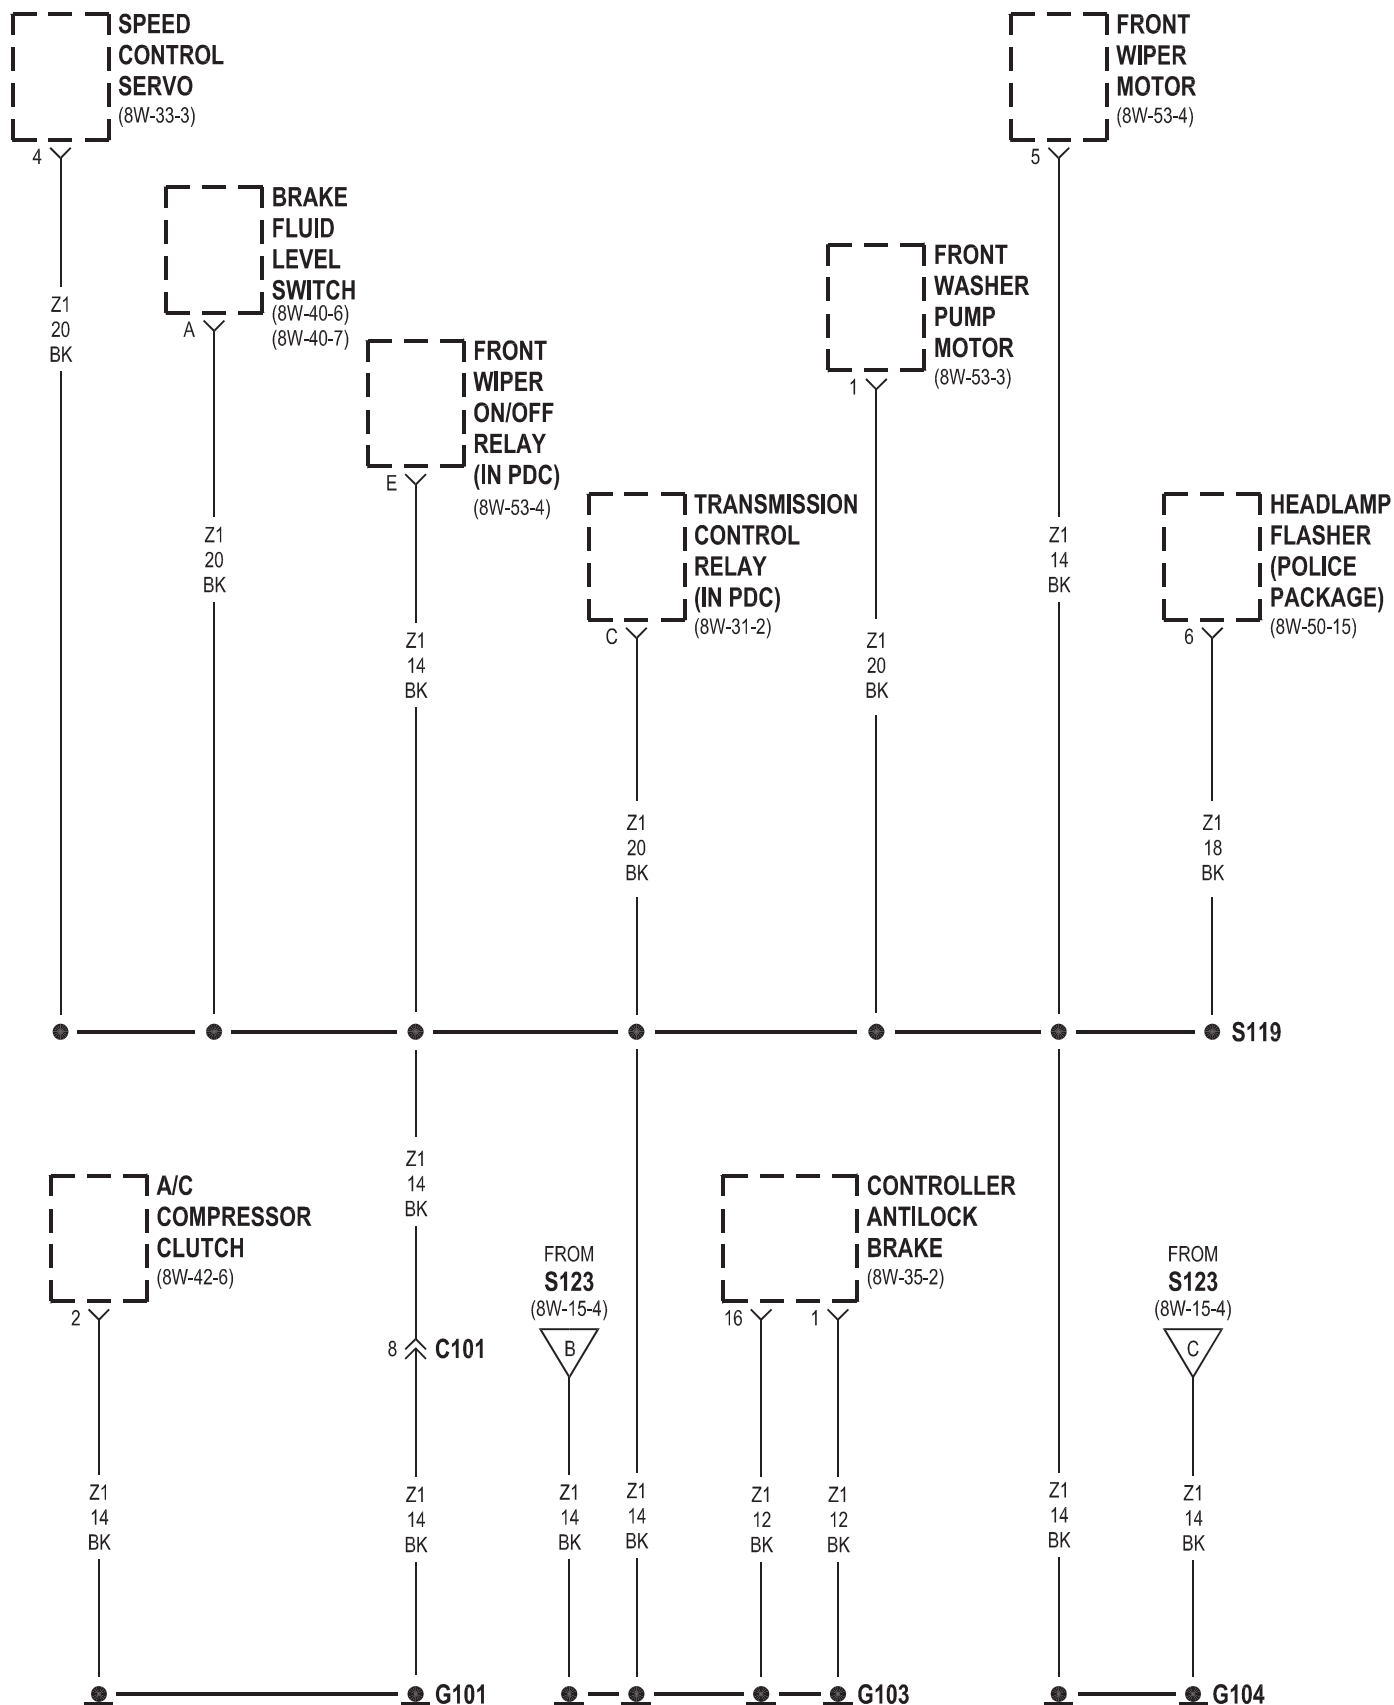 SPEED
CONTROL
SERVO
(8W-33-3)
4
Z1
20
BK
BRAKE
FLUID
LEVEL
SWITCH
(8W-40-6)
(8W-40-7)
A
Z1
20
BK
FRONT
WIPER
ON/OFF
RELAY
(IN PDC)
(8W-53-4)
E
Z1
14
BK
TRANSMISSION
CONTROL
RELAY
(IN PDC)
(8W-31-2)
C
Z1
20
BK
FRONT
WASHER
PUMP
MOTOR
(8W-53-3)
1
Z1
20
BK
FRONT
WIPER
MOTOR
(8W-53-4)
5
Z1
14
BK
HEADLAMP
FLASHER
(POLICE
PACKAGE)
(8W-50-15)
6
Z1
18
BK
S119
A/C
COMPRESSOR
CLUTCH
(8W-42-6)
2
Z1
14
BK
Z1
14
BK
8
C101
Z1
14
BK
G101
FROM
S123
(8W-15-4)
B
Z1
14
BK
Z1
14
BK
CONTROLLER
ANTILOCK
BRAKE
(8W-35-2)
16
1
Z1
12
BK
Z1
12
BK
G103
Z1
14
BK
FROM
S123
(8W-15-4)
C
Z1
14
BK
G104